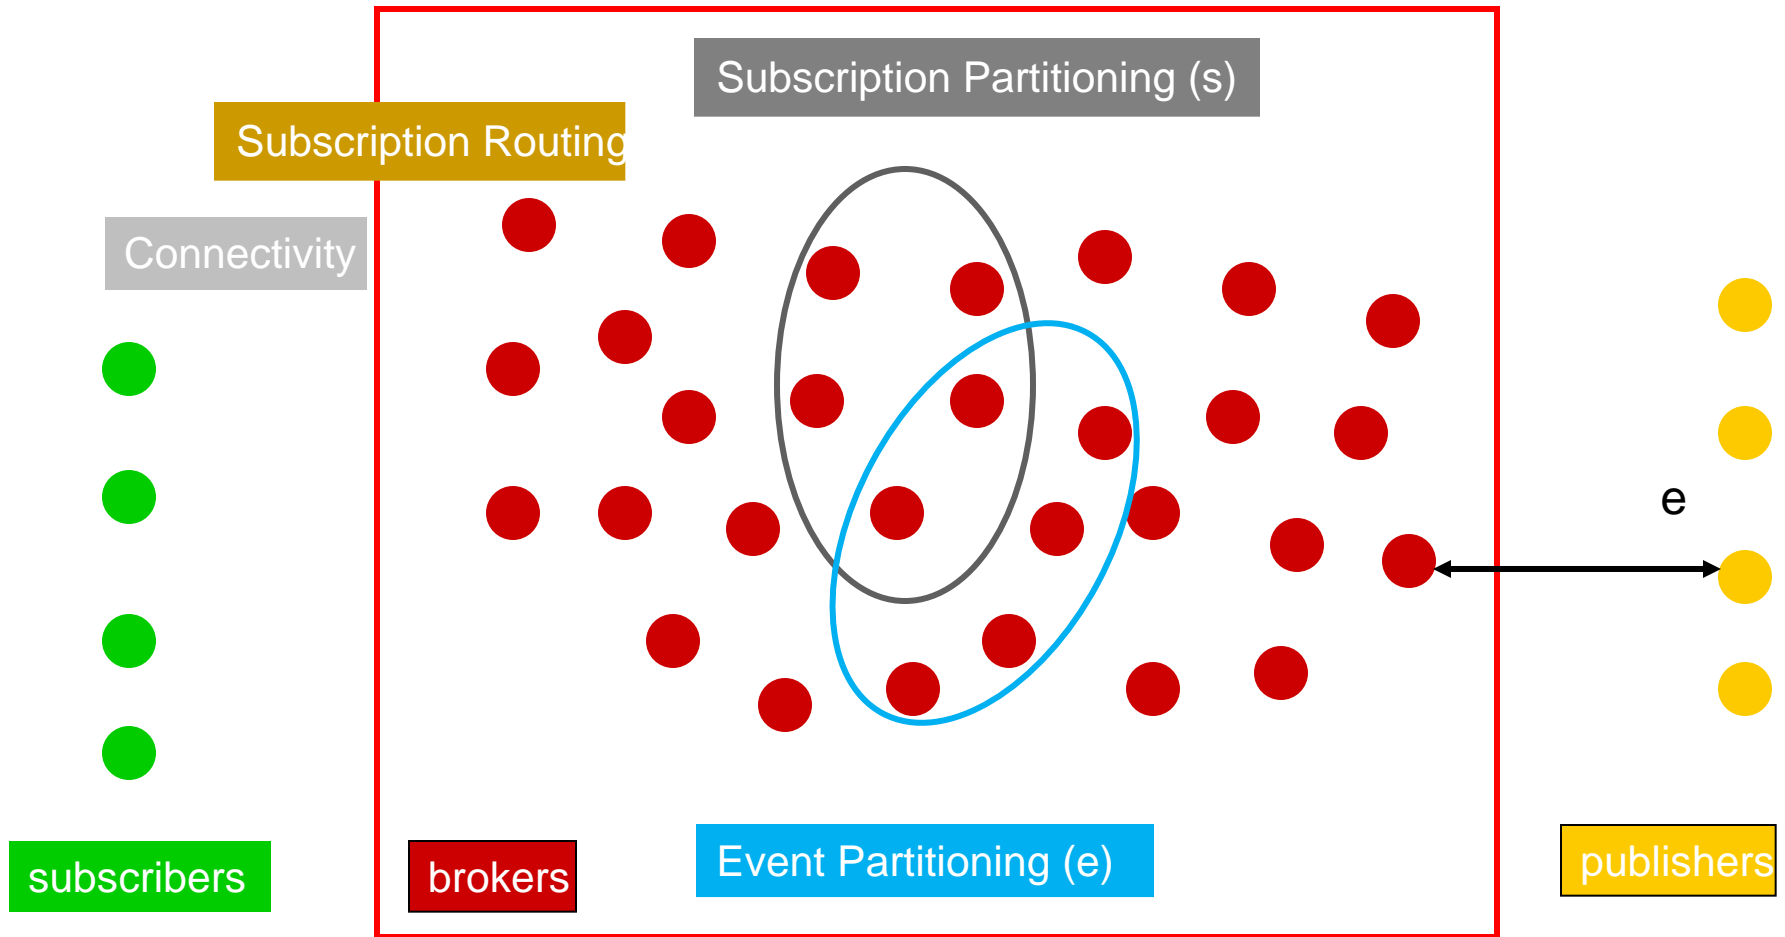 Subscription Partitioning (s)
Subscription Routing
Connectivity
e
subscribers
brokers
Event Partitioning (e)
publishers